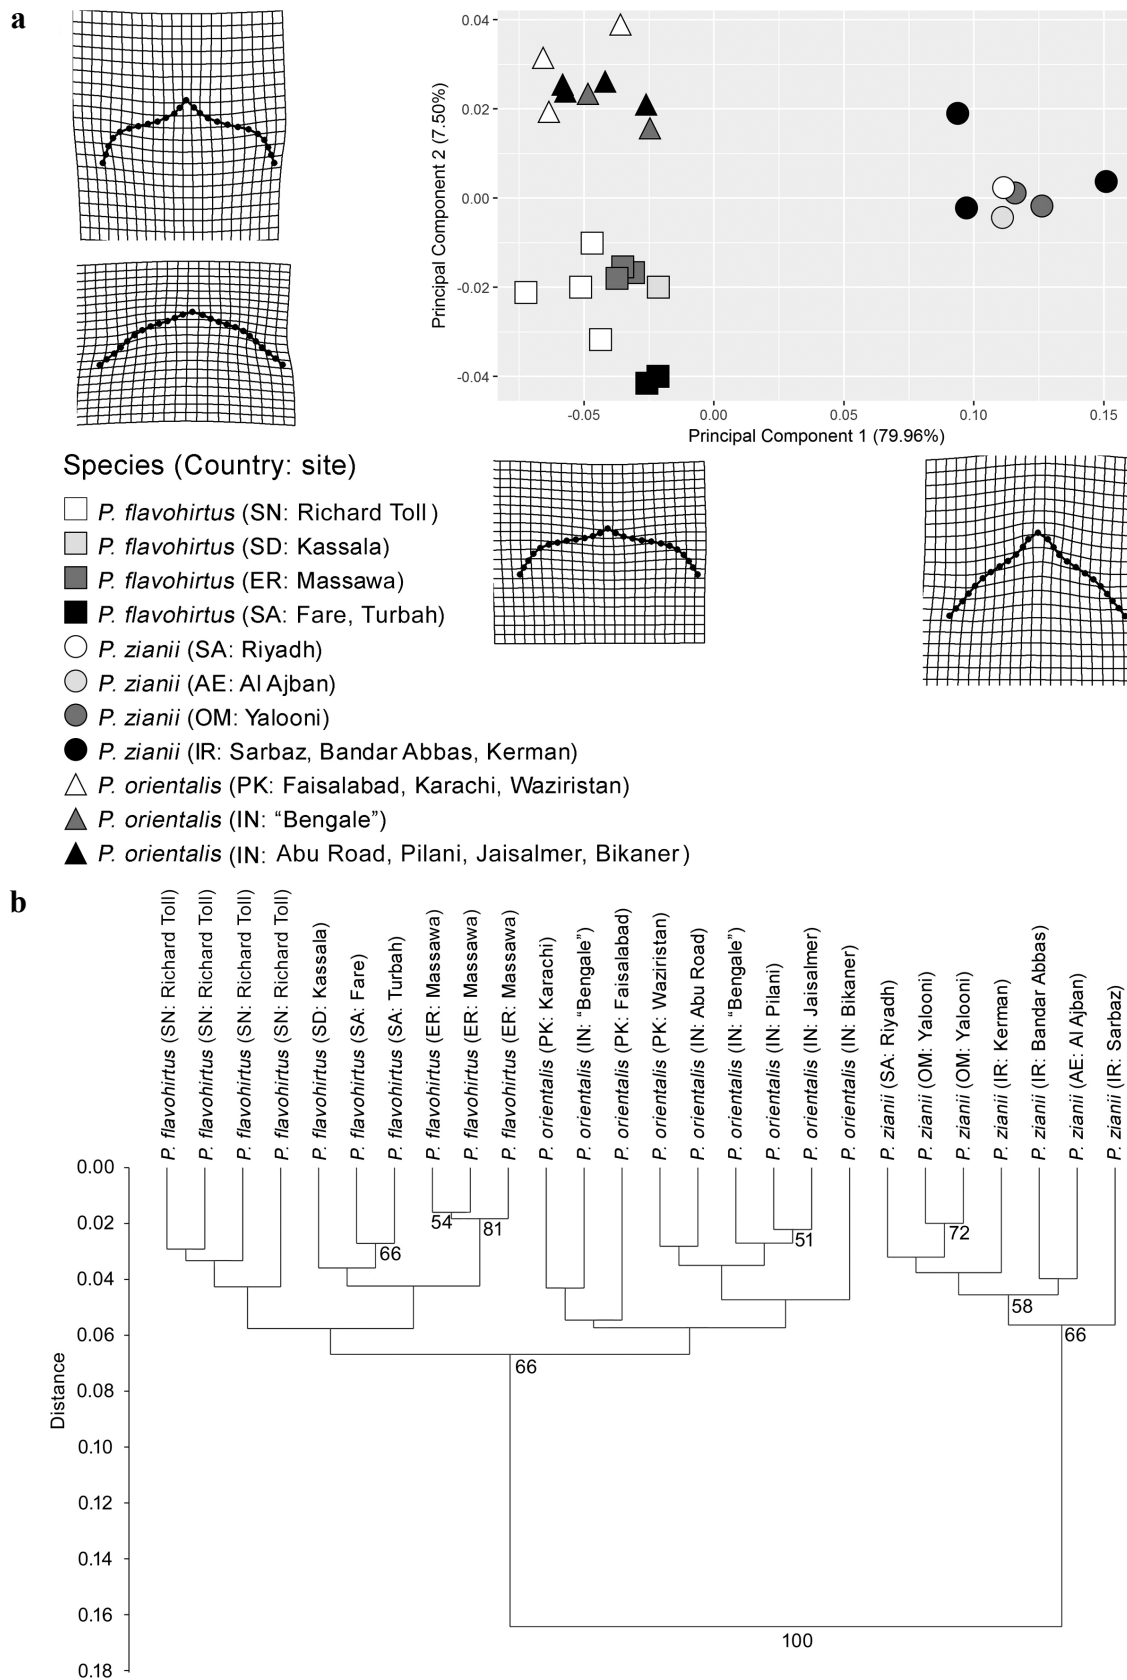 a
0.04
0.02
0.00
-0.02
-0.04
Principal Component 2 (7.50%)
-0.05
0.00
0.05
0.10
0.15
Principal Component 1 (79.96%)
Species (Country: site)
P. flavohirtus (SN: Richard Toll)
P. flavohirtus (SD: Kassala)
P. flavohirtus (ER: Massawa)
P. flavohirtus (SA: Fare, Turbah)
P. zianii (SA: Riyadh)
P. zianii (AE: Al Ajban)
P. zianii (OM: Yalooni)
P. zianii (IR: Sarbaz, Bandar Abbas, Kerman)
P. orientalis (PK: Faisalabad, Karachi, Waziristan)
P. orientalis (IN: “Bengale”)
P. orientalis (IN: Abu Road, Pilani, Jaisalmer, Bikaner)
b
P. flavohirtus (SN: Richard Toll)
P. flavohirtus (SN: Richard Toll)
P. flavohirtus (SN: Richard Toll)
P. flavohirtus (SN: Richard Toll)
P. flavohirtus (SD: Kassala)
P. flavohirtus (SA: Fare)
P. flavohirtus (SA: Turbah)
P. flavohirtus (ER: Massawa)
P. flavohirtus (ER: Massawa)
P. flavohirtus (ER: Massawa)
P. orientalis (PK: Karachi)
P. orientalis (IN: “Bengale”)
P. orientalis (PK: Faisalabad)
P. orientalis (PK: Waziristan)
P. orientalis (IN: Abu Road)
P. orientalis (IN: “Bengale”)
P. orientalis (IN: Pilani)
P. orientalis (IN: Jaisalmer)
P. orientalis (IN: Bikaner)
P. zianii (SA: Riyadh)
P. zianii (OM: Yalooni)
P. zianii (OM: Yalooni)
P. zianii (IR: Kerman)
P. zianii (IR: Bandar Abbas)
P. zianii (AE: Al Ajban)
P. zianii (IR: Sarbaz)
0.00
0.02
0.04
0.06
0.08
0.10
0.12
0.14
0.16
0.18
Distance
54
81
66
51
72
58
66
66
100